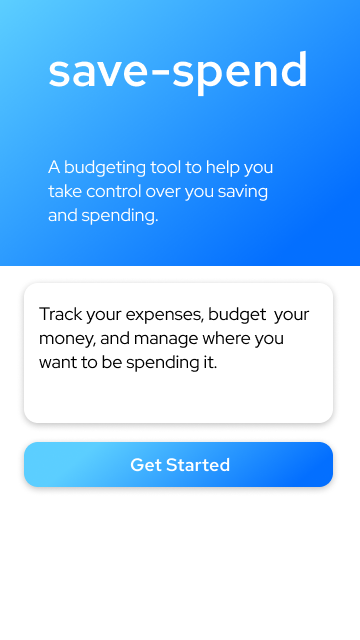 save-spend
A budgeting tool to help you
take control over you saving
and spending.
Track your expenses, budget  your
money, and manage where you
want to be spending it.
Get Started